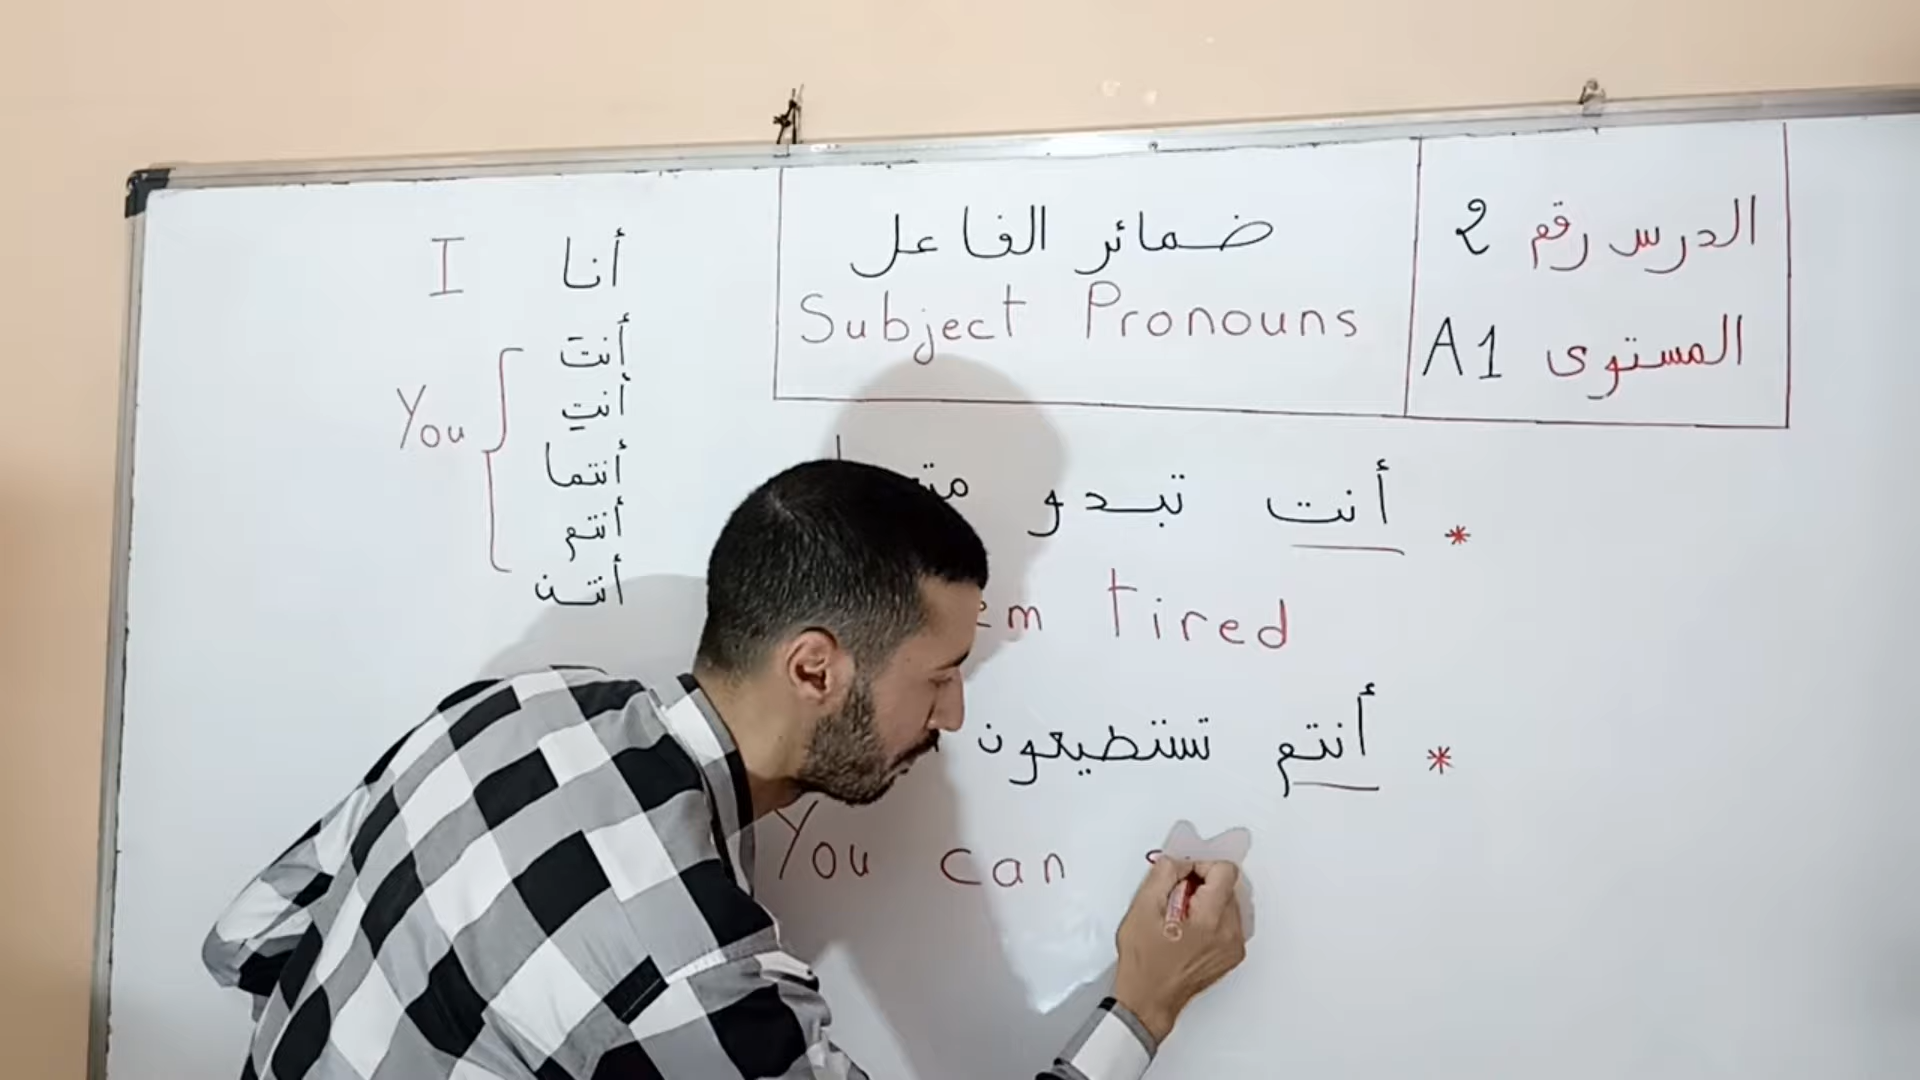 الدرس رقم 2
المستوى A1
ضمائر الفاعل
Subject Pronouns
أنا I
أنتَ
أنتِ
You
أنتما
أنتم
أنتن
* أنت تبدو
tired
* أنتم تستطيعون
You can